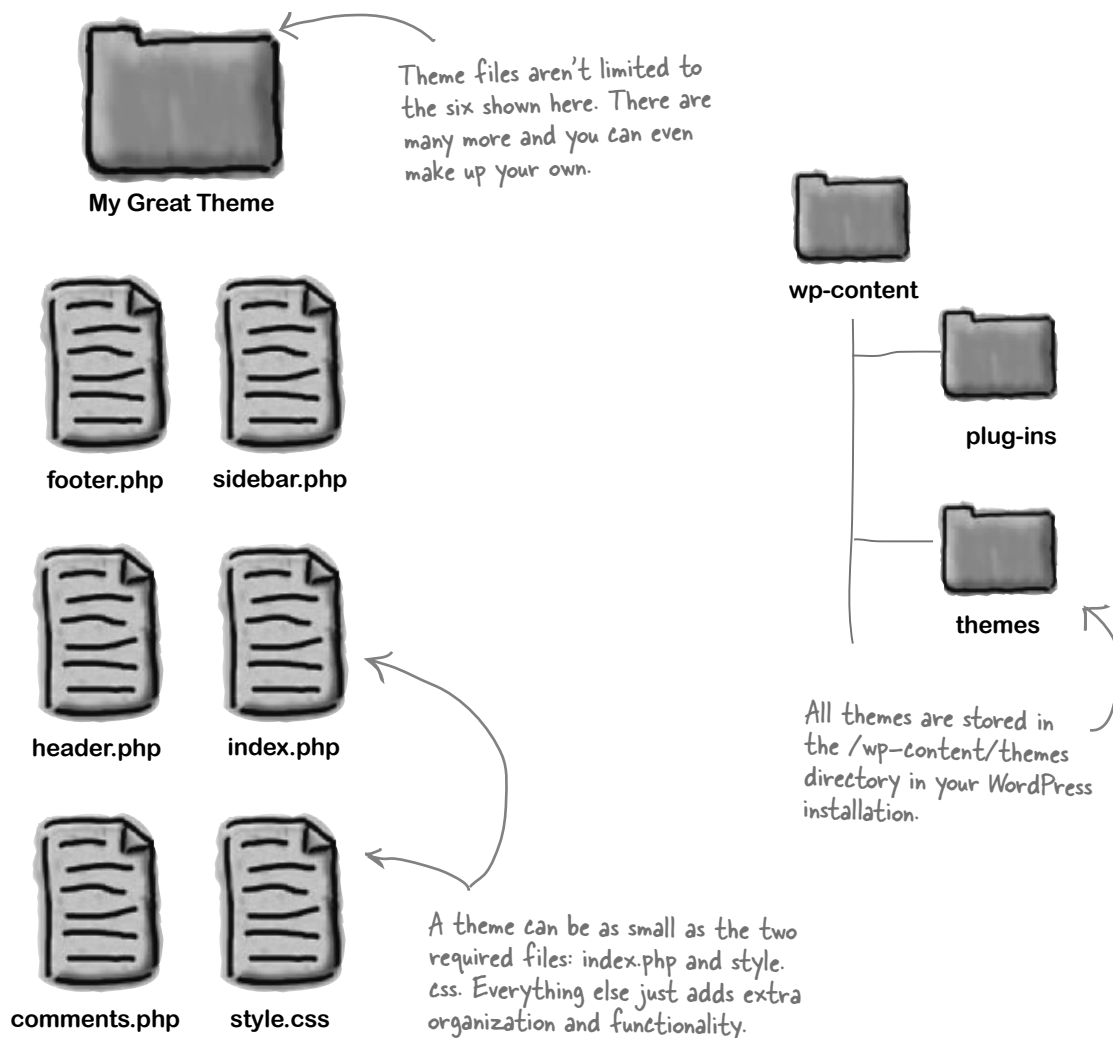 Theme files aren't limited to
the six shown here. There are
many more and you can even
make up your own.
My Great Theme
wp-content
plug-ins
footer.php
sidebar.php
themes
All themes are stored in
the /wp-content/themes
directory in your WordPress
installation.
header.php
index.php
A theme can be as small as the two
required files: index.php and style.
css. Everything else just adds extra
organization and functionality.
comments.php
style.css